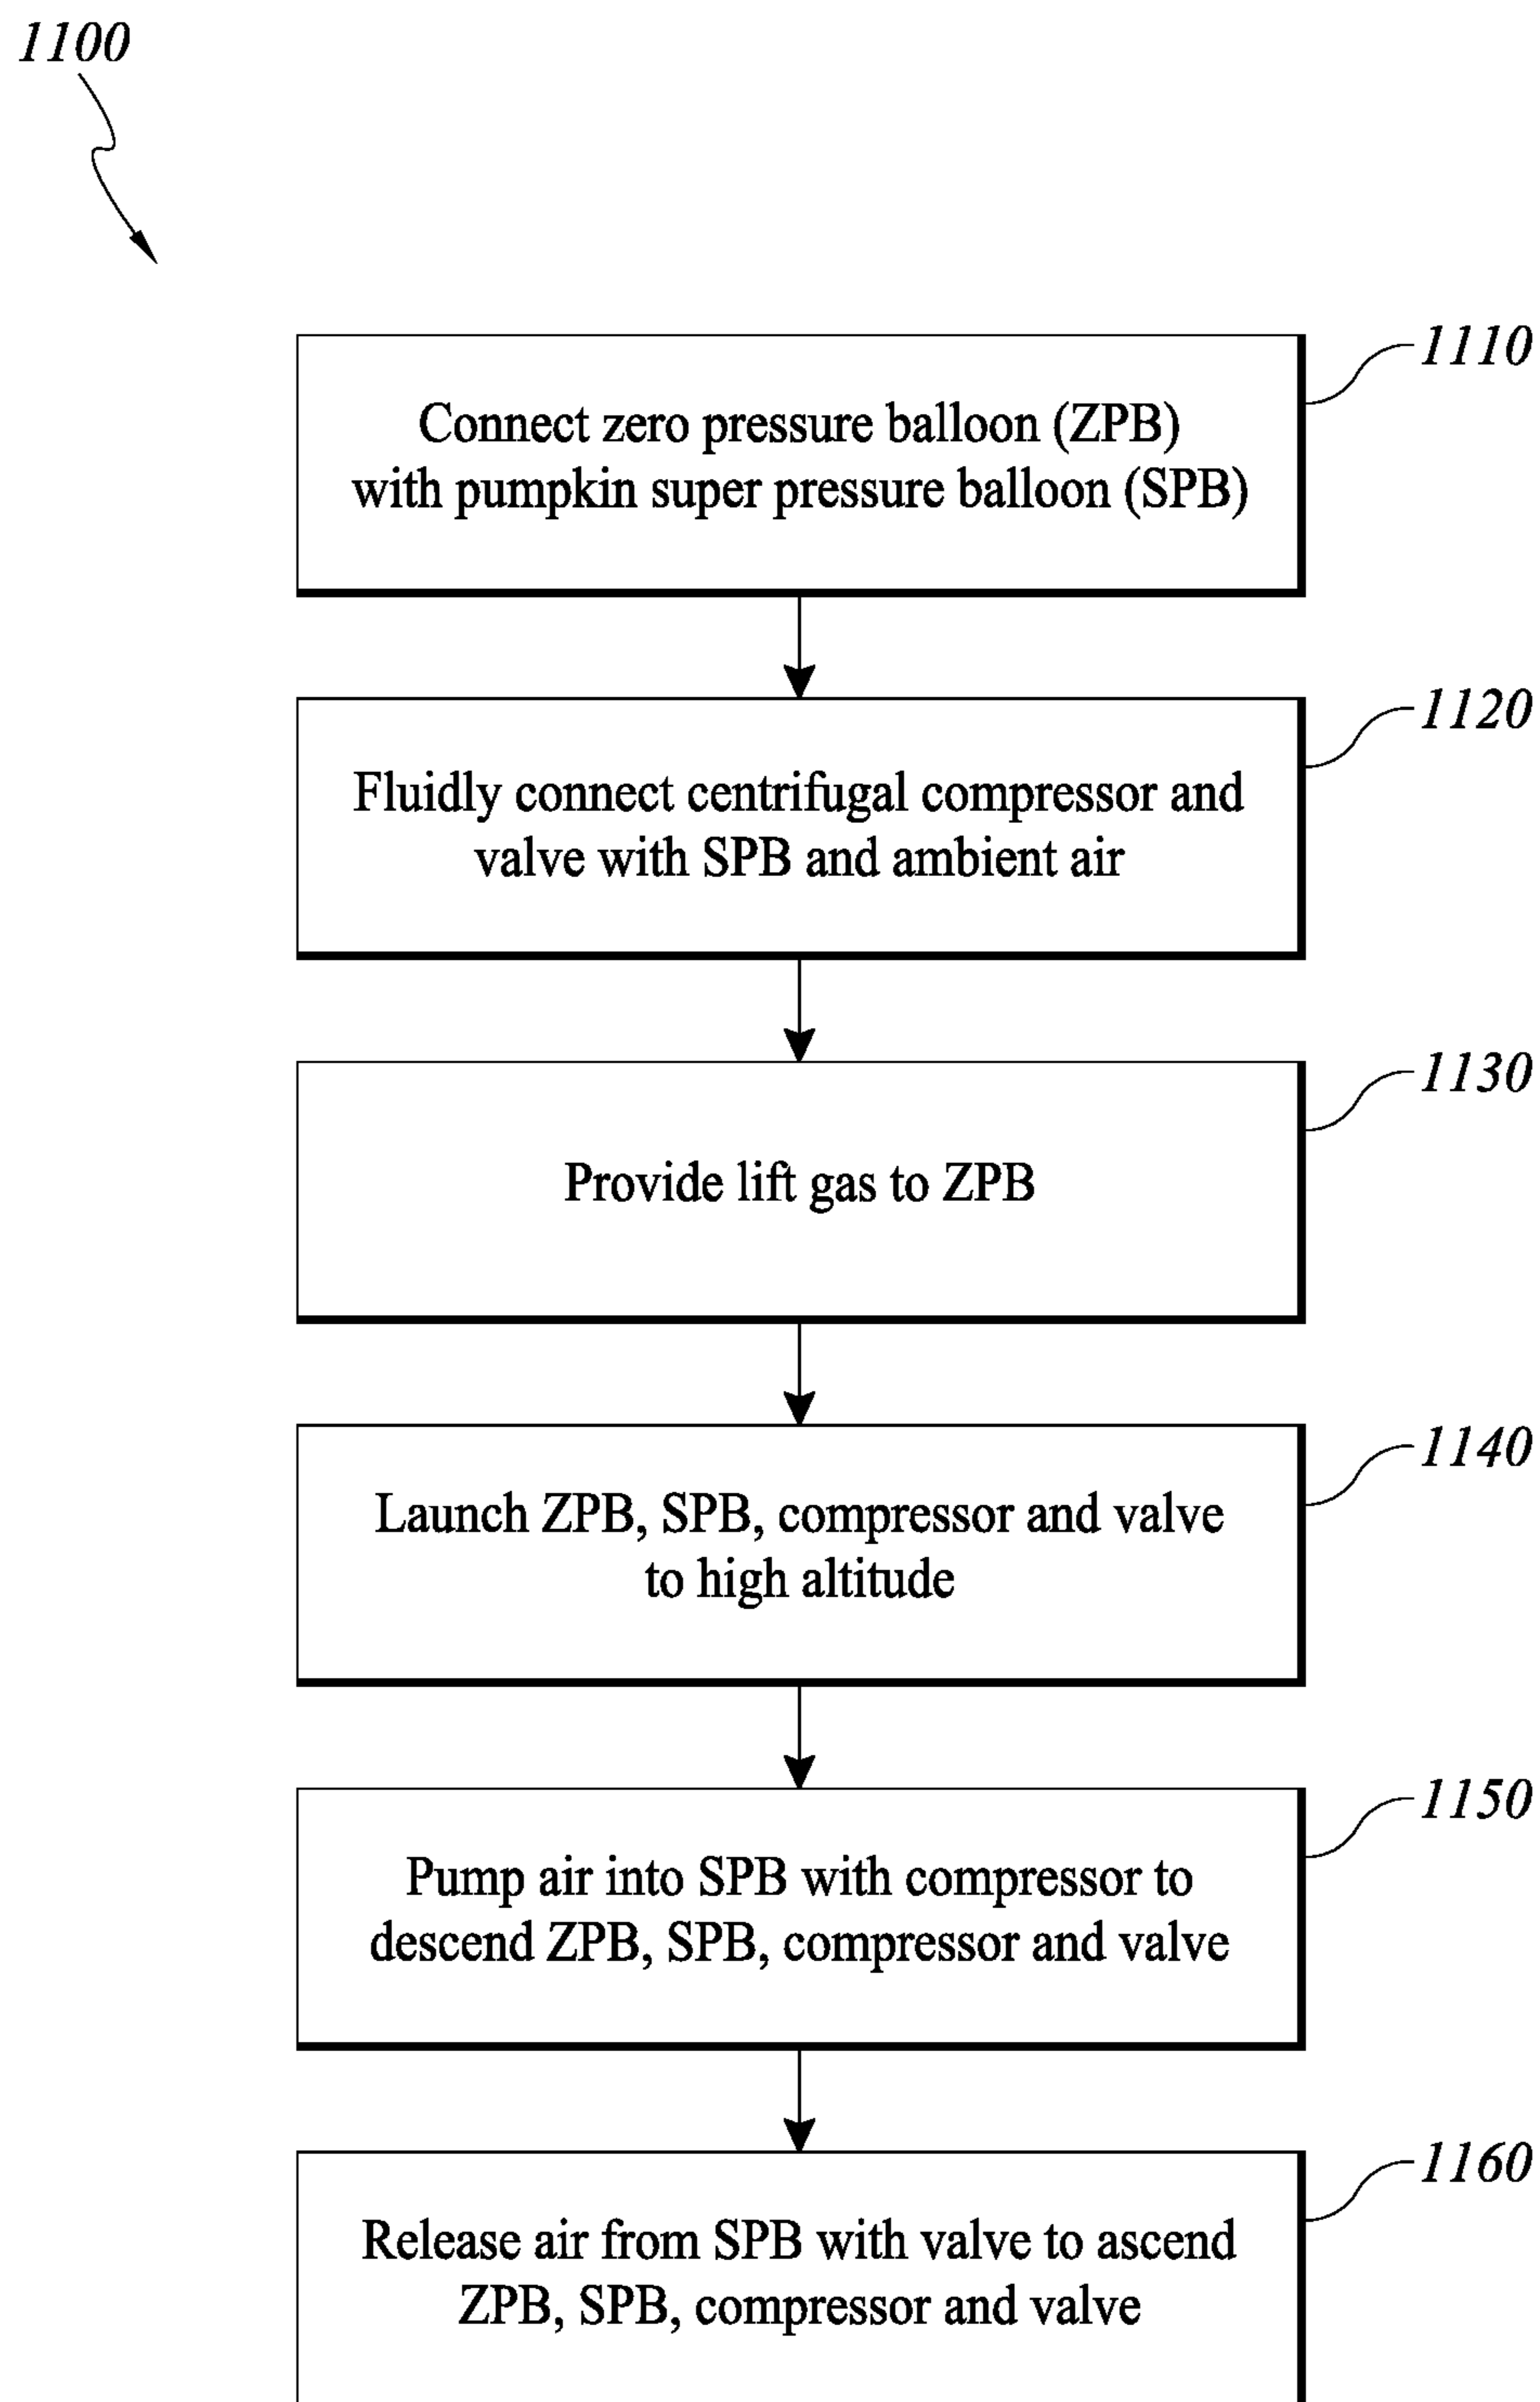 1100
1110
Connect zero pressure balloon (ZPB)
with pumpkin super pressure balloon (SPB)
1120
Fluidly connect centrifugal compressor and
valve with SPB and ambient air
1130
Provide lift gas to ZPB
1140
Launch ZPB, SPB, compressor and valve
to high altitude
1150
Pump air into SPB with compressor to
descend ZPB, SPB, compressor and valve
1160
Release air from SPB with valve to ascend
ZPB, SPB, compressor and valve